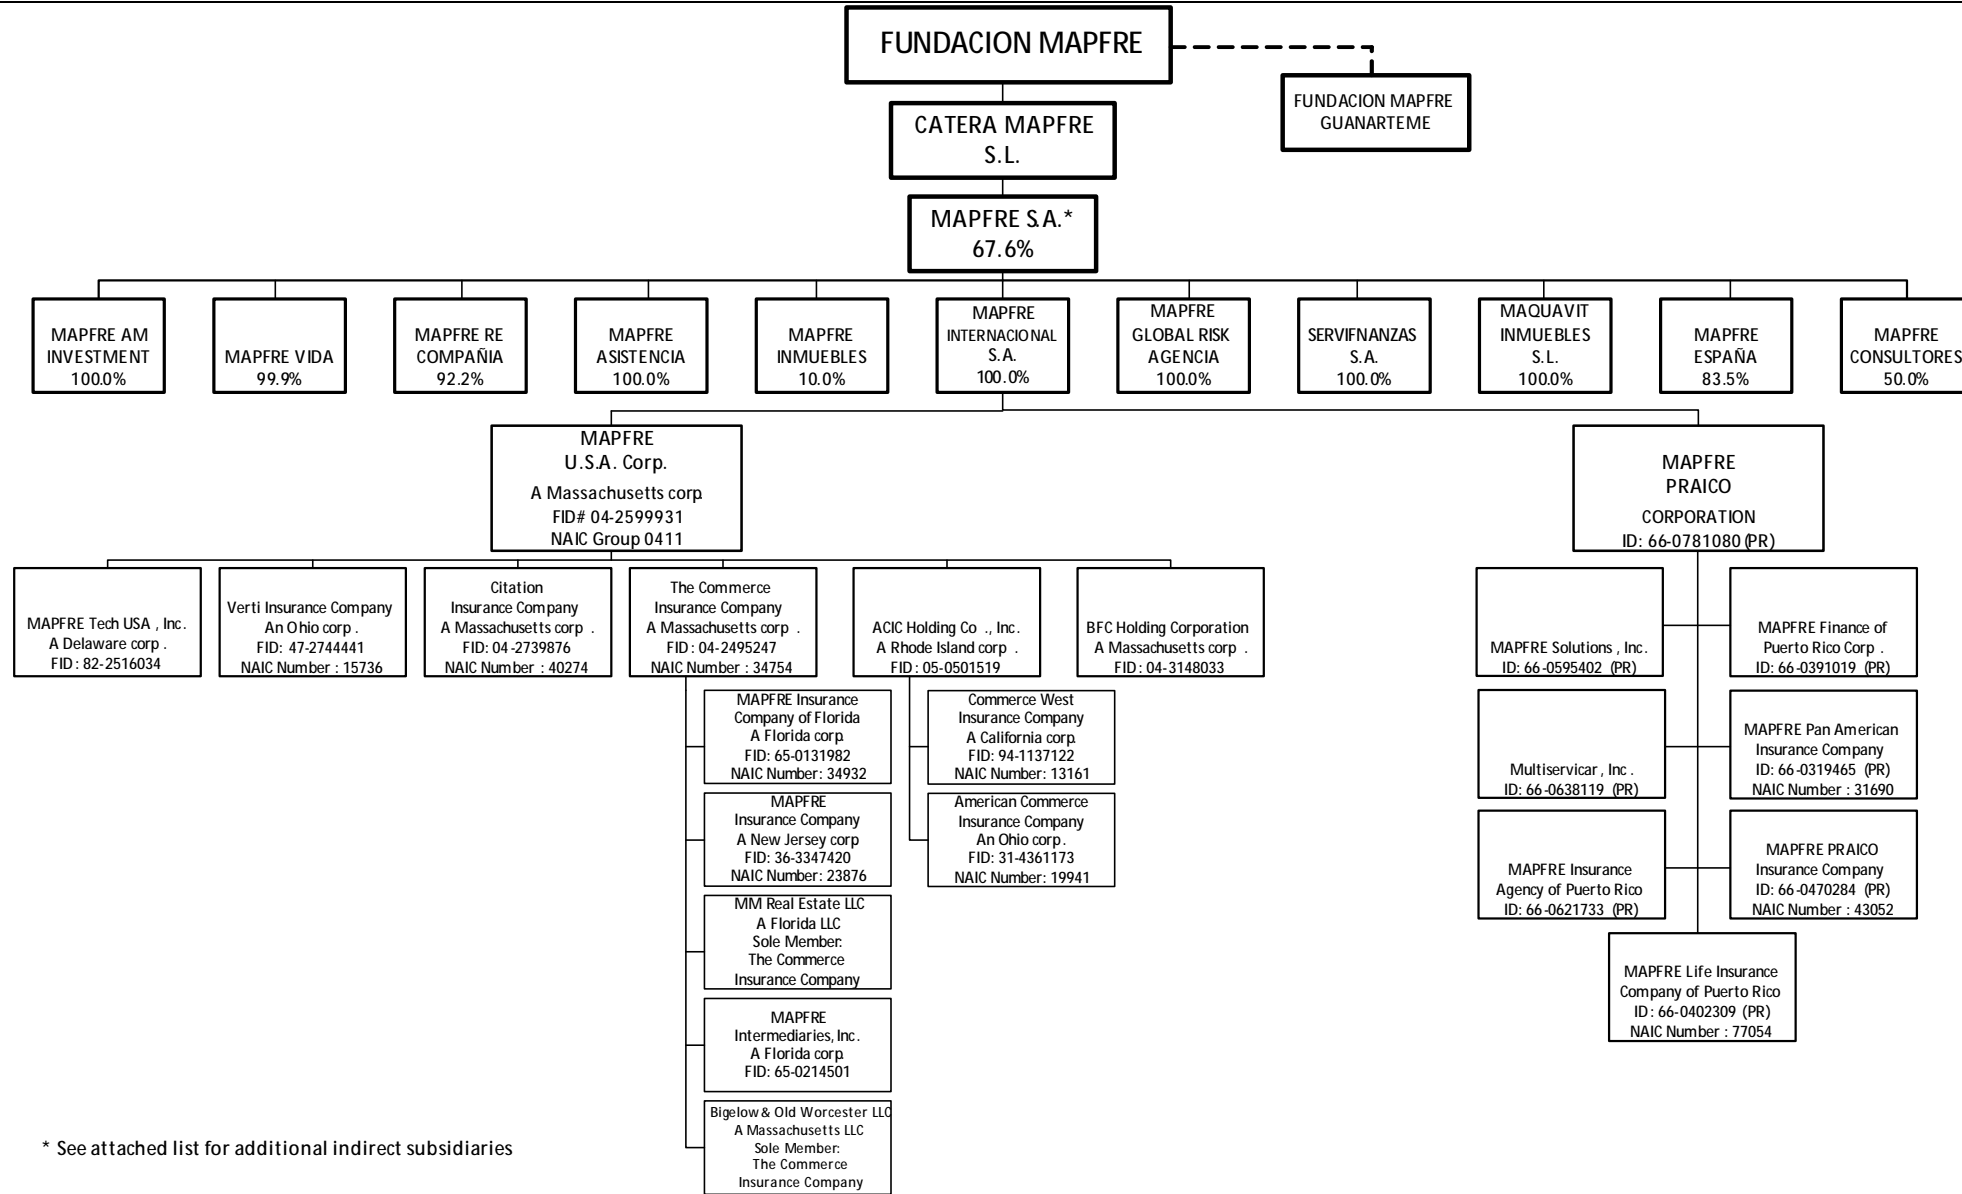 FUNDACION MAPFRE
FUNDACION MAPFRE
GUANARTEME
CATERA MAPFRE
S.L.
MAPFRE S.A.*
67.6%
MAPFRE AM
INVESTMENT
100.0%
MAPFRE VIDA
99.9%
MAPFRE RE
COMPAÑIA
92.2%
MAPFRE
ASISTENCIA
100.0%
MAPFRE
INMUEBLES
10.0%
MAPFRE
INTERNACIONAL
S.A.
100.0%
MAPFRE
GLOBAL RISK
AGENCIA
100.0%
SERVIFNANZAS
S.A.
100.0%
MAQUAVIT
INMUEBLES
S.L.
100.0%
MAPFRE
ESPAÑA
83.5%
MAPFRE
CONSULTORES
50.0%
MAPFRE
U.S.A. Corp.
A Massachusetts corp.
FID# 04-2599931
NAIC Group 0411
MAPFRE
PRAICO
CORPORATION
ID: 66-0781080 (PR)
MAPFRE Tech USA , Inc.
A Delaware corp .
FID : 82-2516034
Verti Insurance Company
An Ohio corp .
FID: 47-2744441
NAIC Number : 15736
Citation
Insurance Company
A Massachusetts corp .
FID: 04-2739876
NAIC Number : 40274
The Commerce
Insurance Company
A Massachusetts corp .
FID: 04-2495247
NAIC Number : 34754
ACIC Holding Co ., Inc.
A Rhode Island corp .
FID: 05-0501519
BFC Holding Corporation
A Massachusetts corp .
FID : 04-3148033
MAPFRE Insurance
Company of Florida
A Florida corp.
FID: 65-0131982
NAIC Number: 34932
MAPFRE
Insurance Company
A New Jersey corp
FID: 36-3347420
NAIC Number: 23876
MM Real Estate LLC
A Florida LLC
Sole Member:
The Commerce
Insurance Company
MAPFRE
Intermediaries, Inc.
A Florida corp.
FID: 65-0214501
Bigelow & Old Worcester LLC
A Massachusetts LLC
Sole Member:
The Commerce
Insurance Company
Commerce West
Insurance Company
A California corp.
FID: 94-1137122
NAIC Number: 13161
American Commerce
Insurance Company
An Ohio corp.
FID: 31-4361173
NAIC Number: 19941
MAPFRE Solutions , Inc.
ID: 66-0595402 (PR)
MAPFRE Finance of
Puerto Rico Corp .
ID: 66-0391019 (PR)
Multiservicar , Inc .
ID: 66-0638119 (PR)
MAPFRE Pan American
Insurance Company
ID: 66-0319465 (PR)
NAIC Number : 31690
MAPFRE Insurance
Agency of Puerto Rico
ID: 66-0621733 (PR)
MAPFRE PRAICO
Insurance Company
ID: 66-0470284 (PR)
NAIC Number : 43052
MAPFRE Life Insurance
Company of Puerto Rico
ID: 66-0402309 (PR)
NAIC Number : 77054
* See attached list for additional indirect subsidiaries